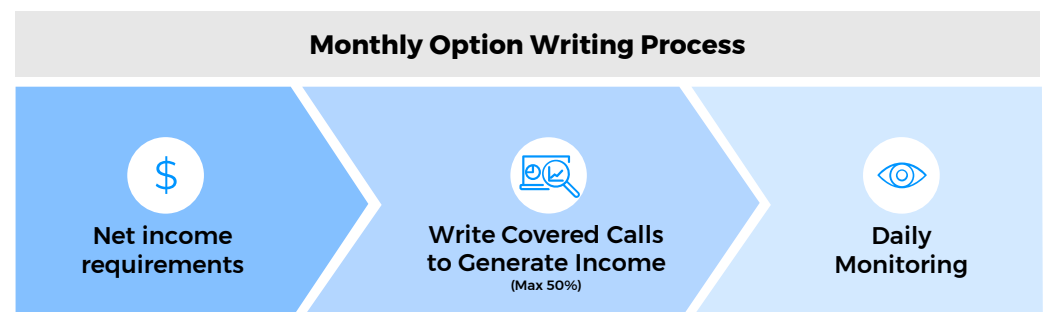 Monthly Option Writing Process
$
Net income
requirements
Write Covered Calls
to Generate Income
(Max 50%)
Daily
Monitoring